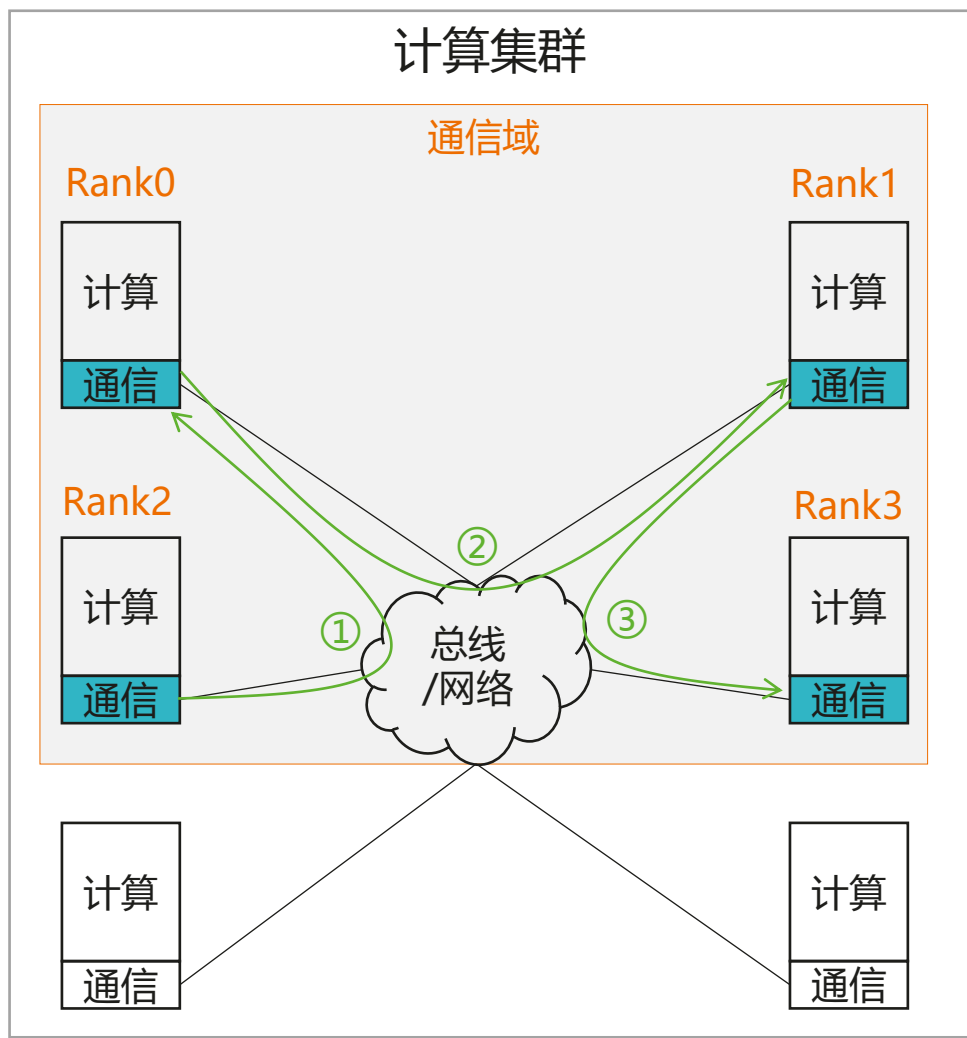 计算集群
通信域
Rank0
Rank1
计算
计算
通信
通信
Rank2
Rank3
②
计算
计算
①
③
总线
/网络
通信
通信
计算
计算
通信
通信